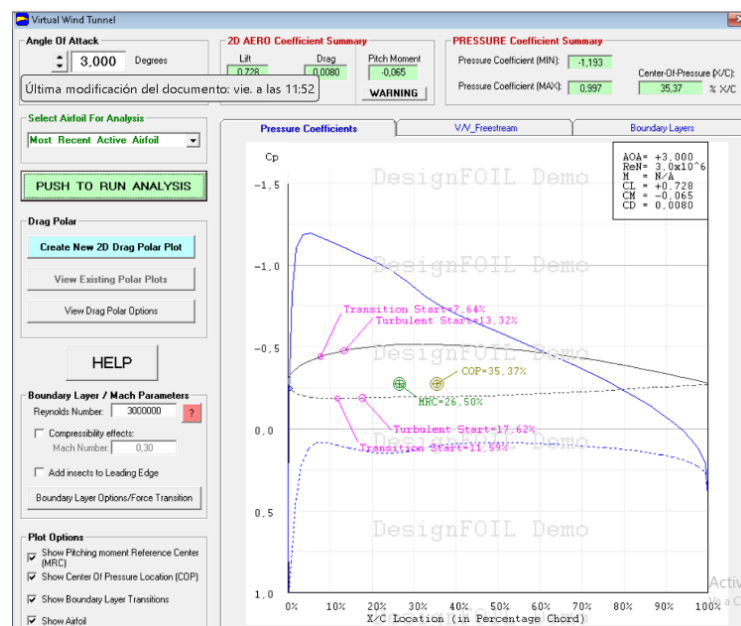 Virtual Wind Tunnel
Angle Of Attack
3,000 Degrees
2D AERO Coefficient Summary
Lift Drag Pitch Moment
0,728 0,0080 -0,065
WARNING
PRESSURE Coefficient Summary
Pressure Coefficient (MIN): -1,193
Pressure Coefficient (MAX): 0,997
Center-Of-Pressure (X/C):
35,37 % X/C
Última modificación del documento: vie. a las 11:52
Select Airfoil For Analysis
Most Recent Active Airfoil
PUSH TO RUN ANALYSIS
Drag Polar
Create New 2D Drag Polar Plot
View Existing Polar Plots
View Drag Polar Options
HELP
Boundary Layer / Mach Parameters
Reynolds Number: 3000000 ?
Compressibility effects:
Mach Number: 0,30
Add insects to Leading Edge
Boundary Layer Options/Force Transition
Plot Options
Show Pitching moment Reference Center
(MRC)
Show Center Of Pressure Location (COP)
Show Boundary Layer Transitions
Show Airfoil
Pressure Coefficients V/V_Freestream Boundary Layers
Cp
AOA= +3,000
ReN= 3,0x10^6
M = N/A
CL = +0,728
CM = -0,065
CD = 0,0080
DesignFOIL Demo
-1,5
DesignFOIL Demo
-1,0
Transition Start=7,64%
Turbulent Start=13,32%
DesignFOIL Demo
-0,5
COP=35,37%
MRC=26,50%
Turbulent Start=17,62%
0,0
DesignFOIL Demo
Transition Start=11,59%
0,5
DesignFOIL Demo
1,0
0% 10% 20% 30% 40% 50% 60% 70% 80% 90% 100%
X/C Location (in Percentage Chord)
DesignFOIL Demo